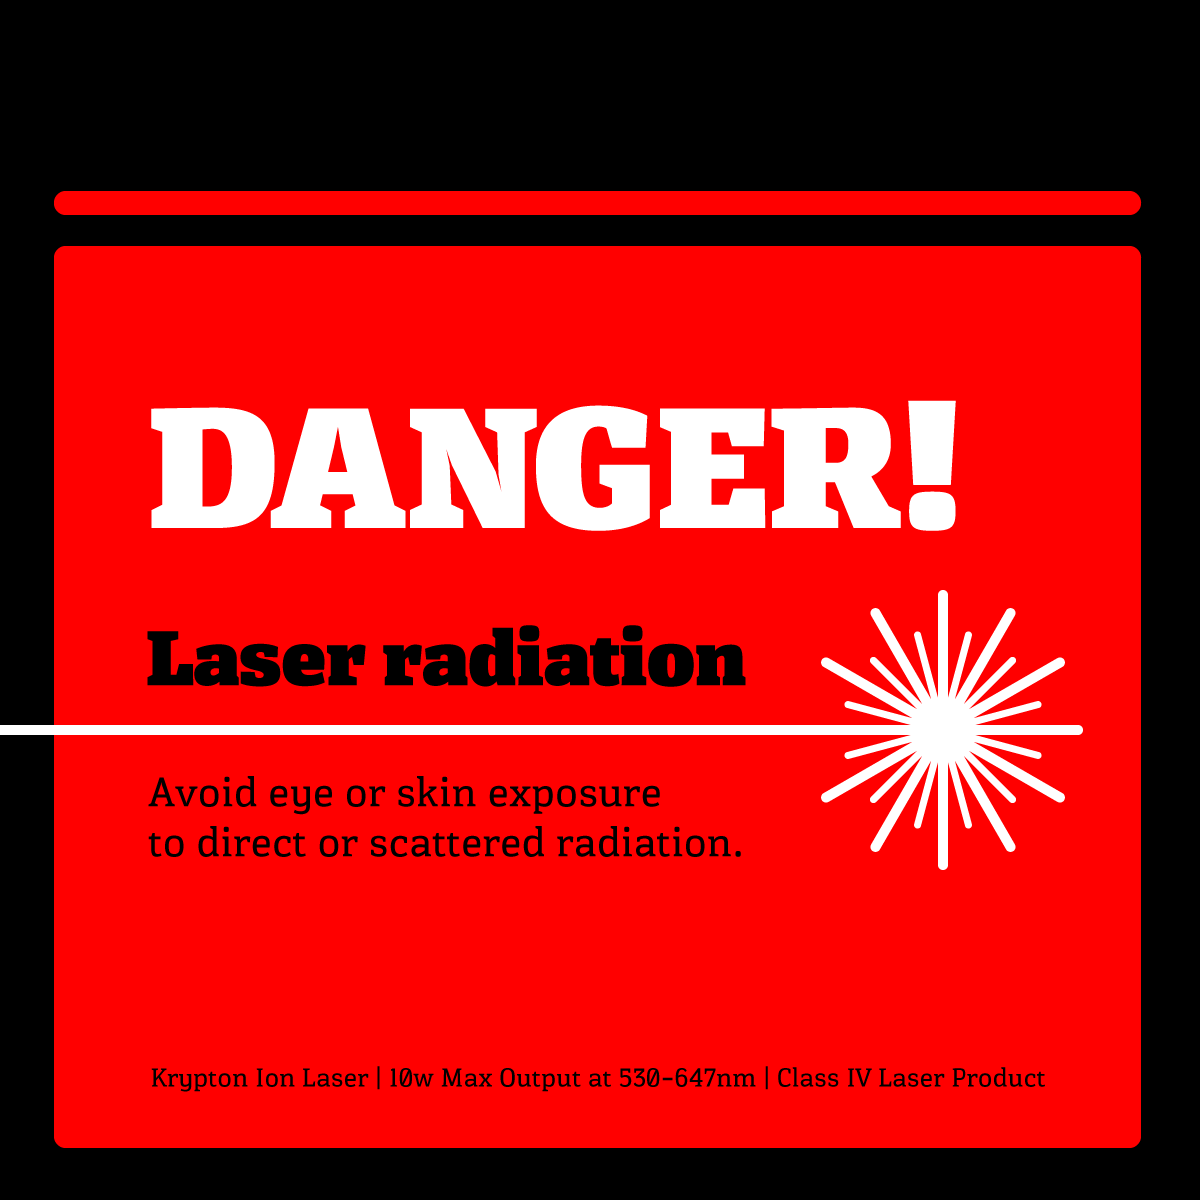 DANGER!
Laser radiation
Avoid eye or skin exposure
to direct or scattered radiation.
Krypton Ion Laser | 10w Max Output at 530-647nm | Class IV Laser Product